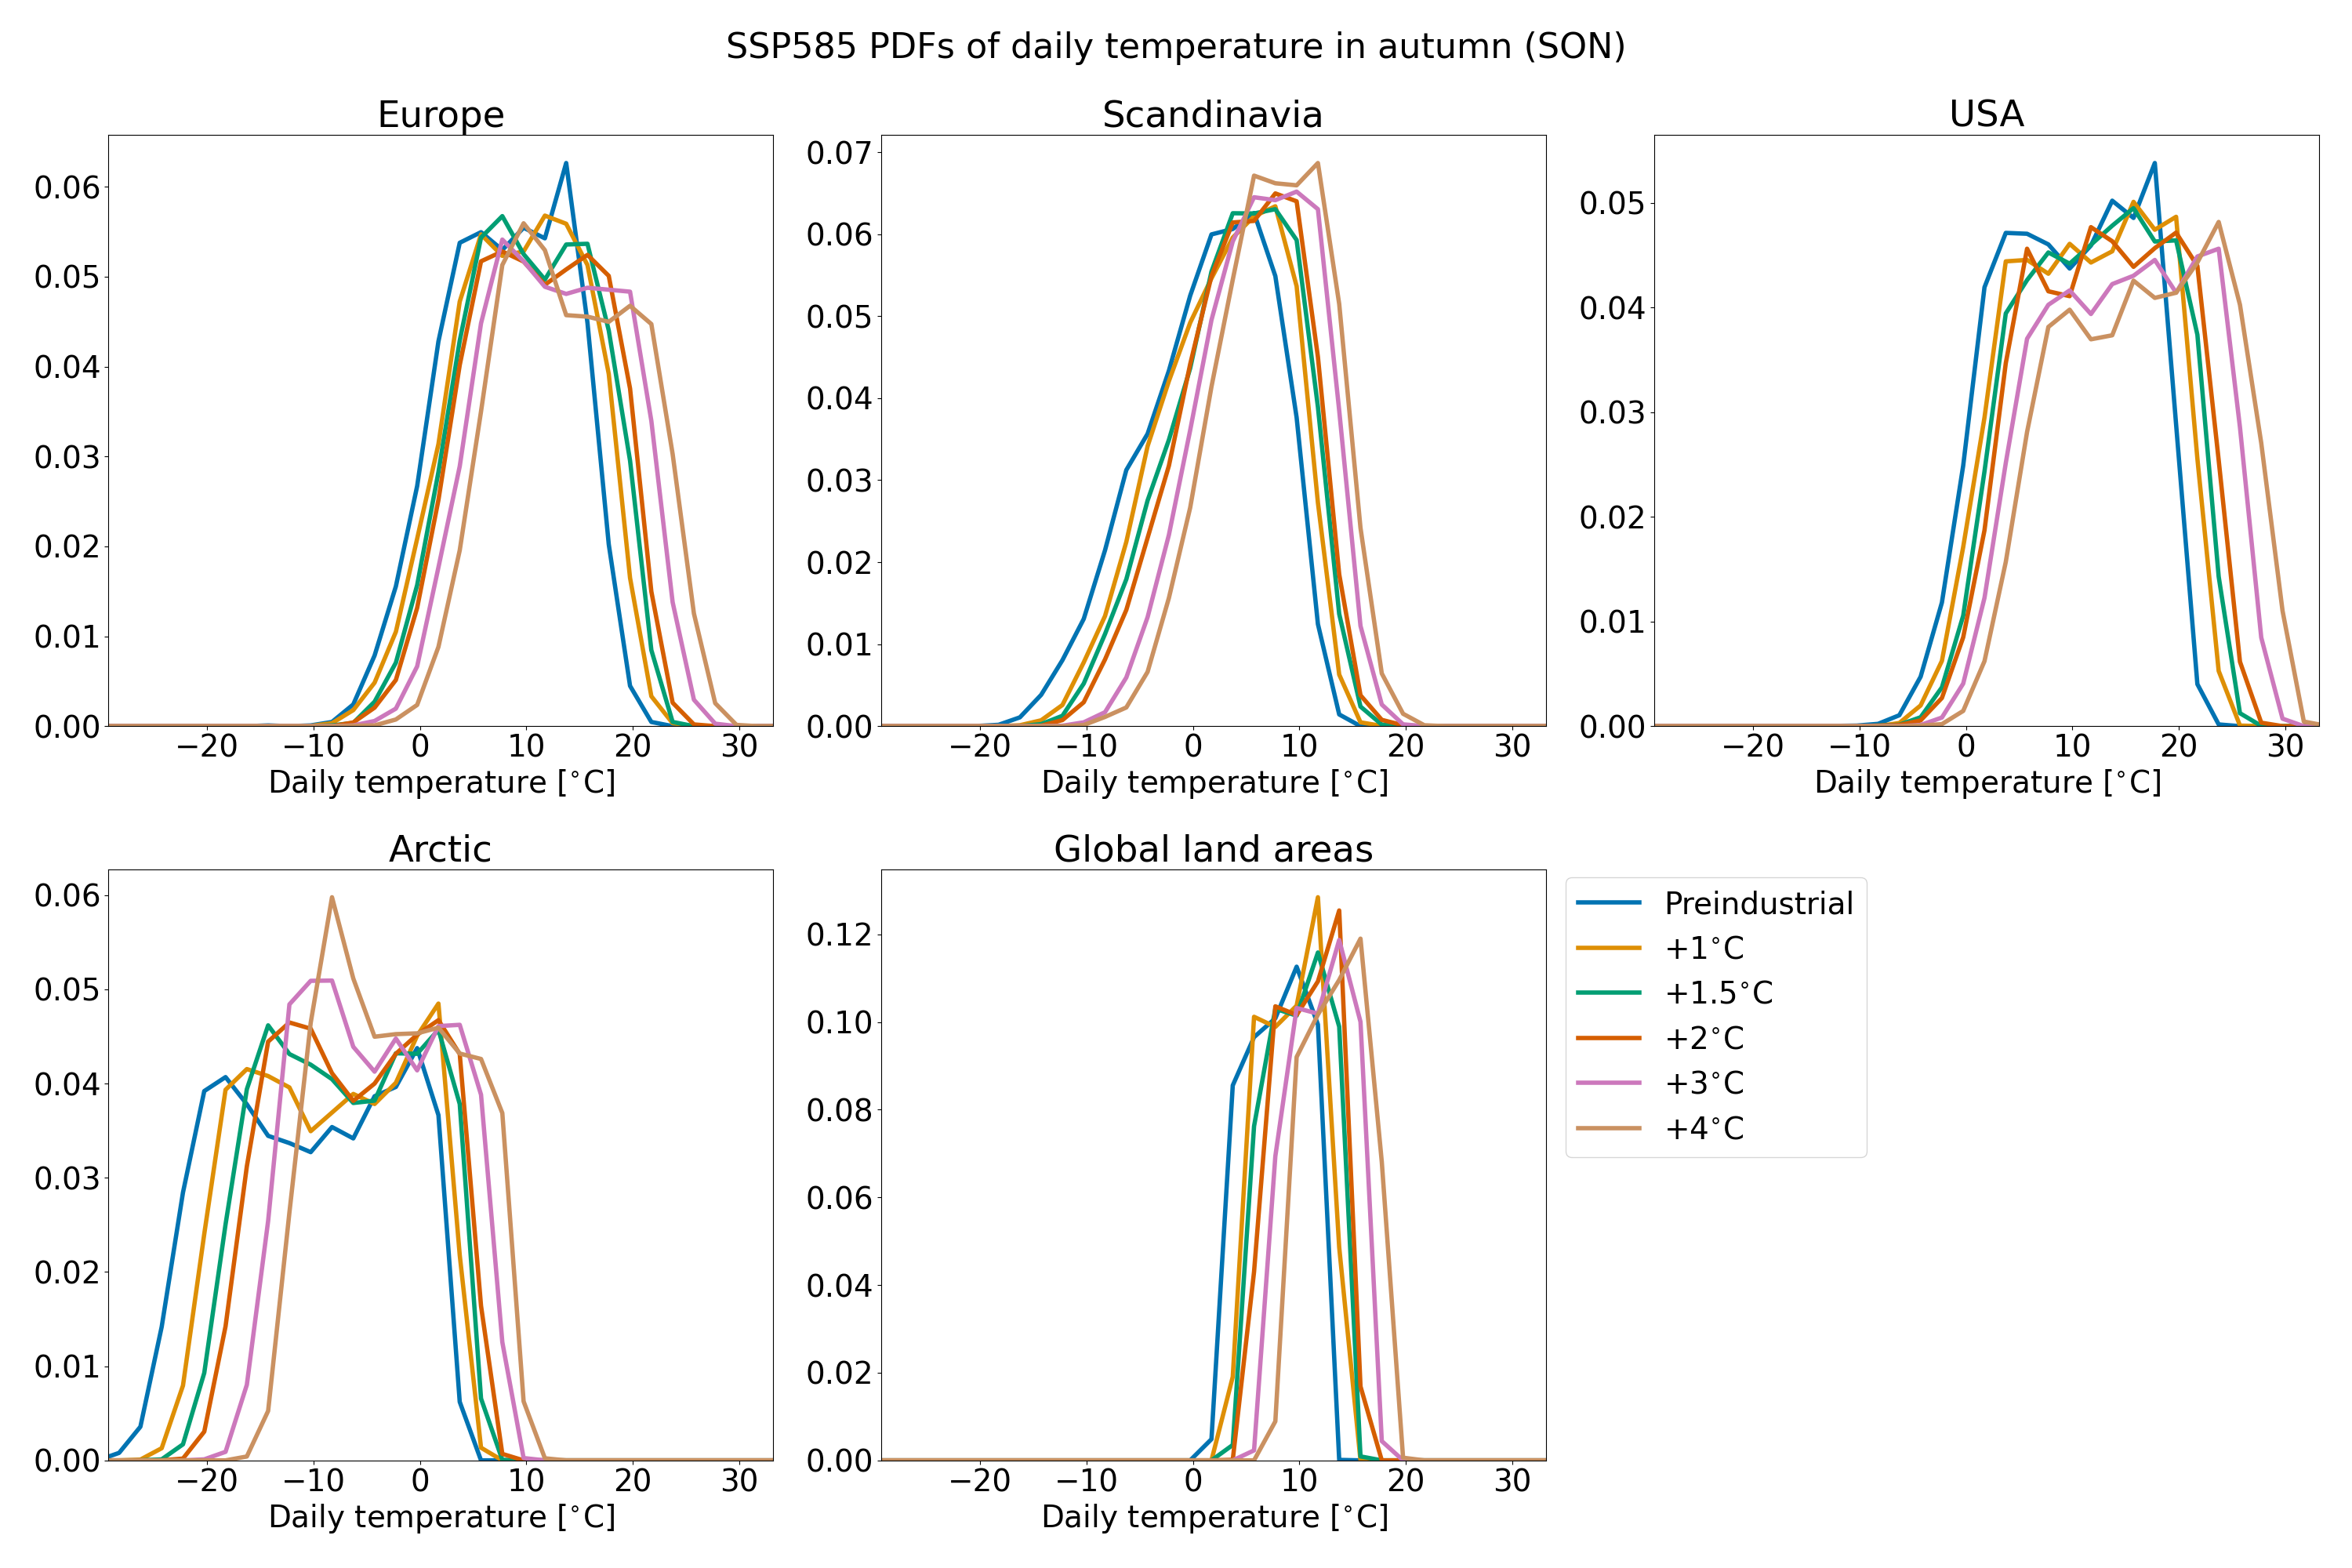 SSP585 PDFs of daily temperature in autumn (SON)
Europe
0.06
0.05
0.04
0.03
0.02
0.01
0.00
−20 −10 0 10 20 30
Daily temperature [°C]
Scandinavia
0.07
0.06
0.05
0.04
0.03
0.02
0.01
0.00
−20 −10 0 10 20 30
Daily temperature [°C]
USA
0.05
0.04
0.03
0.02
0.01
0.00
−20 −10 0 10 20 30
Daily temperature [°C]
Arctic
0.06
0.05
0.04
0.03
0.02
0.01
0.00
−20 −10 0 10 20 30
Daily temperature [°C]
Global land areas
0.12
0.10
0.08
0.06
0.04
0.02
0.00
−20 −10 0 10 20 30
Daily temperature [°C]
Preindustrial
+1°C
+1.5°C
+2°C
+3°C
+4°C